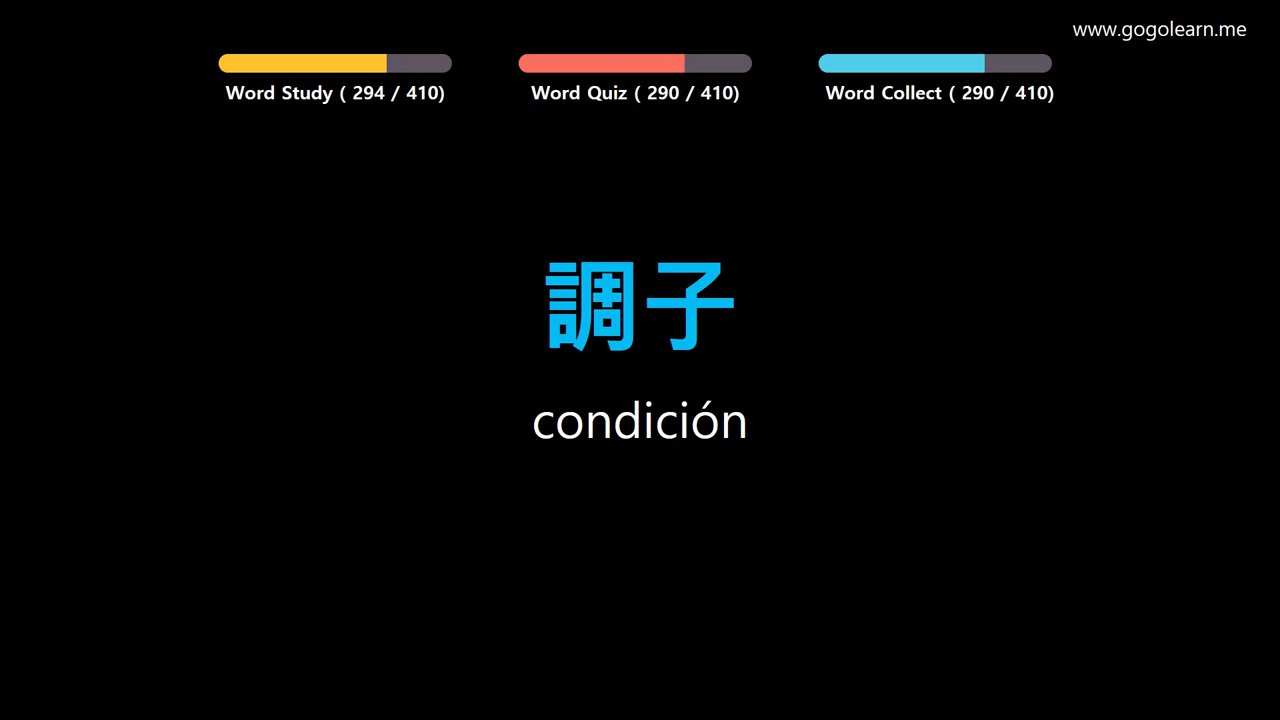 www.gogolearn.me
Word Study ( 294 / 410)
Word Quiz ( 290 / 410)
Word Collect ( 290 / 410)
調子
condición